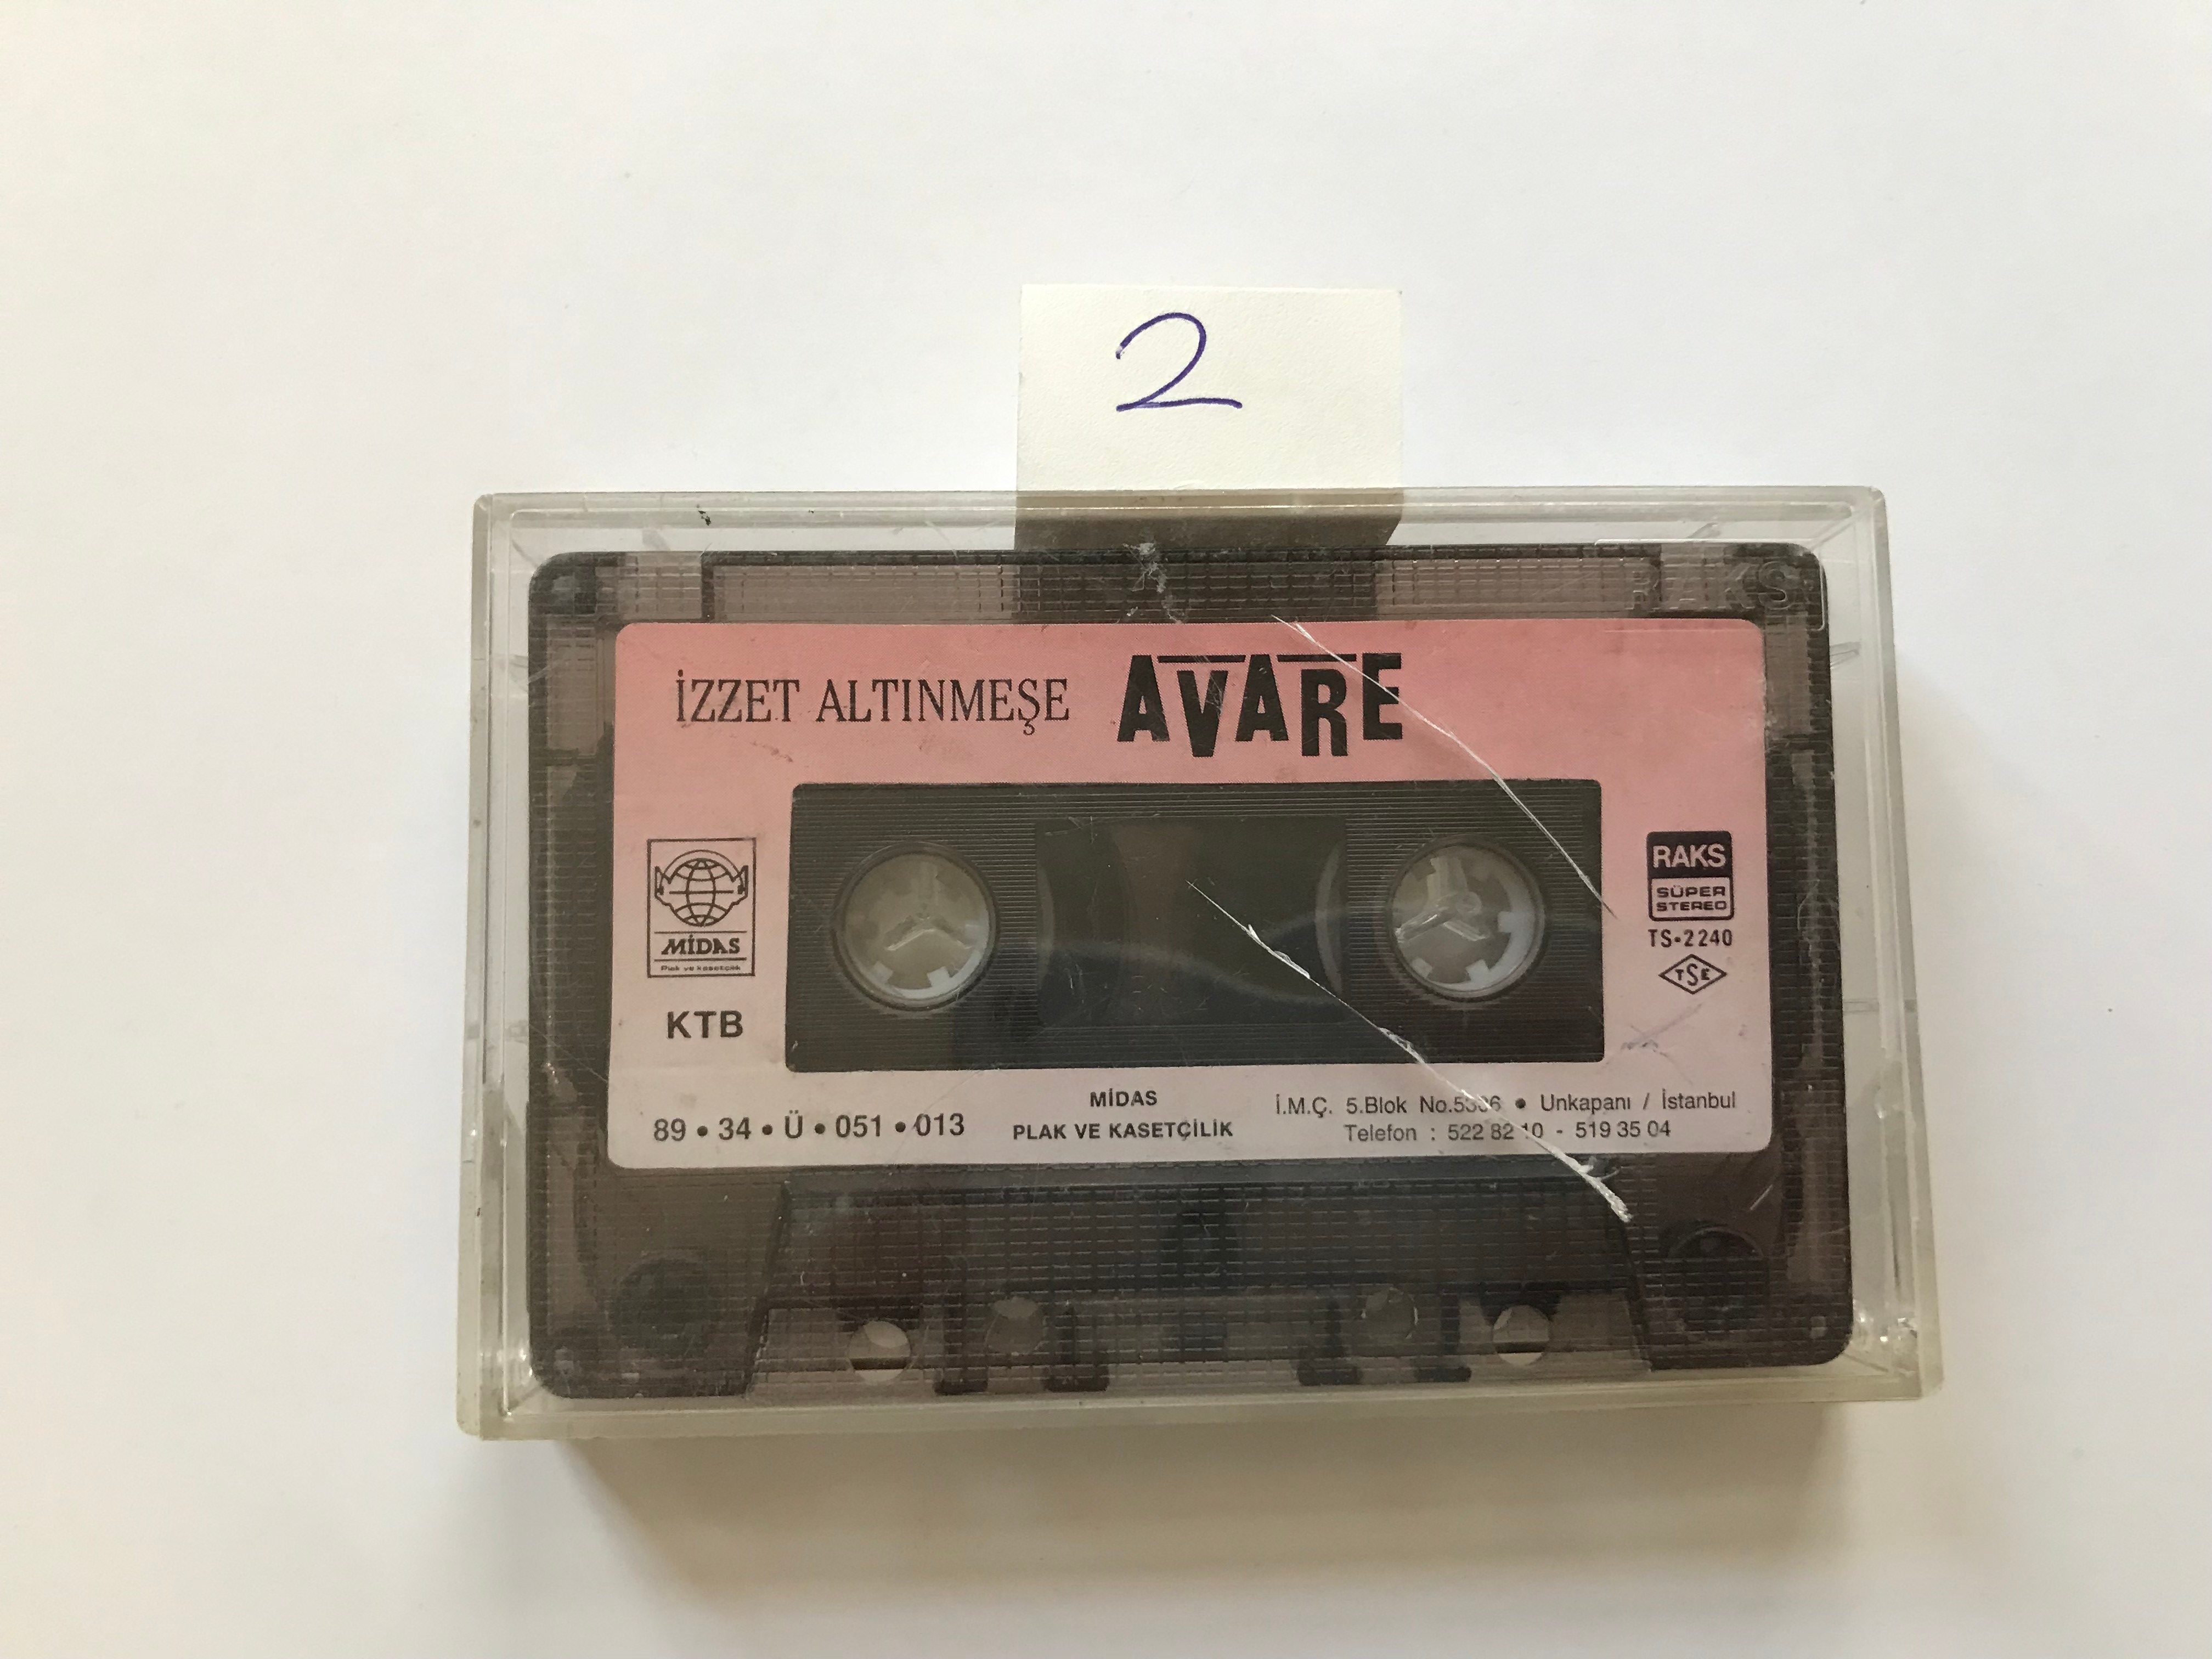 2
RAKS
İZZET ALTINMEŞE AVARE
MİDAS
Plak ve kasetçilik
KTB
RAKS
SÜPER
STEREO
TS-2240
TSE
89 • 34 • Ü • 051 • 013
MİDAS
PLAK VE KASETÇİLİK
İ.M.Ç. 5.Blok No. • Unkapanı / İstanbul
Telefon : 522 82 10 - 519 35 04